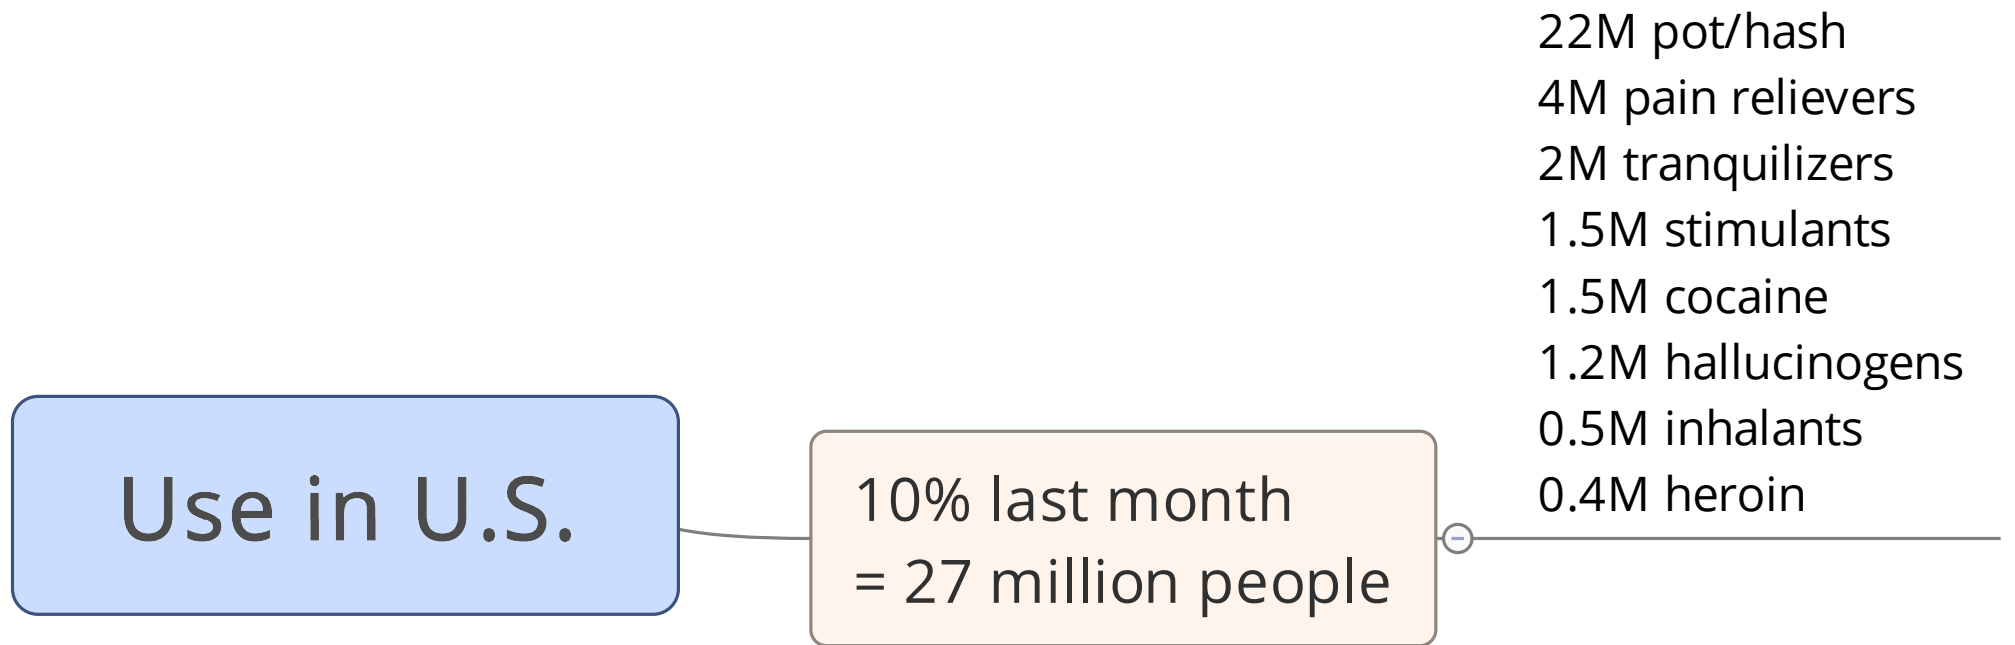 Use in U.S.
10% last month
= 27 million people
22M pot/hash
4M pain relievers
2M tranquilizers
1.5M stimulants
1.5M cocaine
1.2M hallucinogens
0.5M inhalants
0.4M heroin